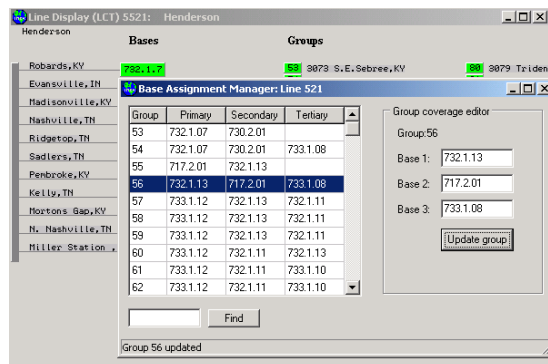 Line Display (LCT) 5521: Henderson
Henderson
Bases Groups
Robards,KY
732.1.7
53 3073 S.E.Sebree,KY
80 3079 Triden
Evansville,IN
Madisonville,KY
Nashville,TN
Ridgetop,TN
Sadlers,TN
Penbroke,KY
Kelly,TN
Mortons Gap,KY
N. Nashville,TN
Miller Station ,
Base Assignment Manager: Line 521
Group Primary Secondary Tertiary
53 732.1.07 730.2.01
54 732.1.07 730.2.01 733.1.08
55 717.2.01 732.1.13
56 732.1.13 717.2.01 733.1.08
57 733.1.12 732.1.13 732.1.11
58 733.1.12 732.1.13 732.1.11
59 733.1.12 732.1.13 732.1.11
60 733.1.12 732.1.11 732.1.13
61 733.1.12 732.1.11 733.1.10
62 733.1.12 732.1.11 733.1.10
Find
Group coverage editor
Group:56
Base 1: 732.1.13
Base 2: 717.2.01
Base 3: 733.1.08
Update group
Group 56 updated